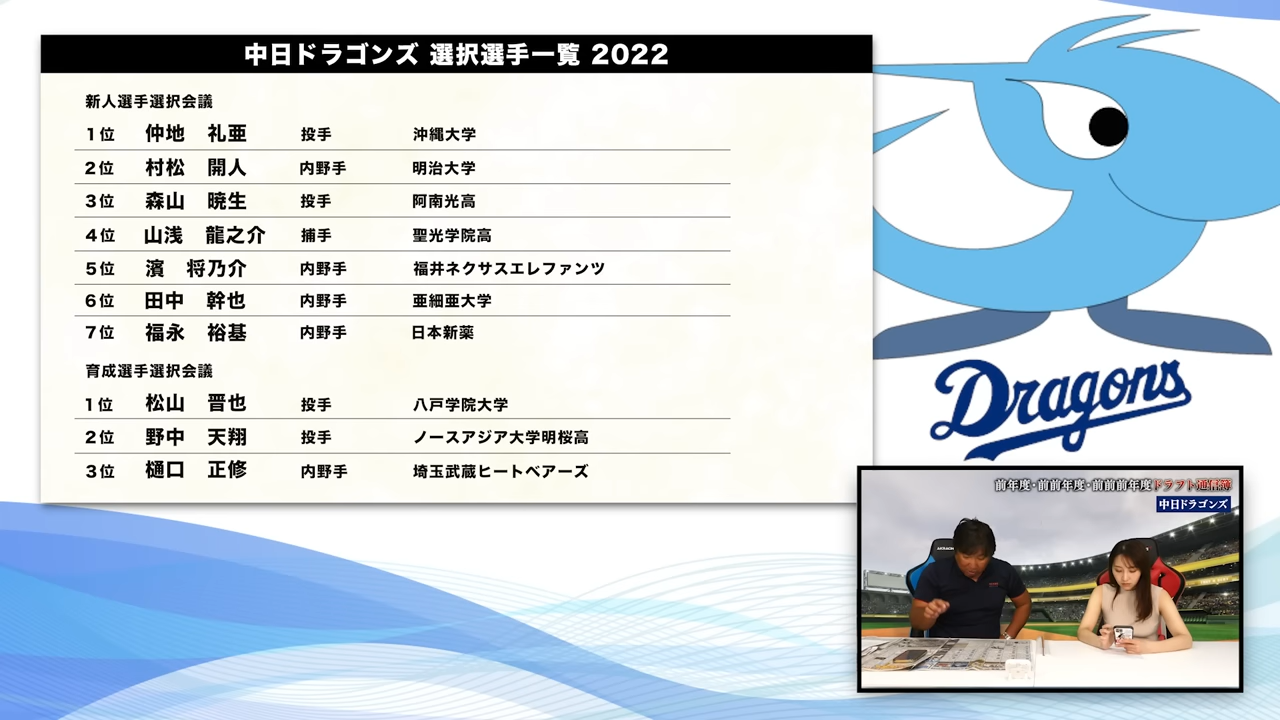 中日ドラゴンズ 選択選手一覧 2022
新人選手選択会議
1位 仲地 礼亜 投手 沖縄大学
2位 村松 開人 内野手 明治大学
3位 森山 暁生 投手 阿南光高
4位 山浅 龍之介 捕手 聖光学院高
5位 濱 将乃介 内野手 福井ネクサスエレファンツ
6位 田中 幹也 内野手 亜細亜大学
7位 福永 裕基 内野手 日本新薬
育成選手選択会議
1位 松山 晋也 投手 八戸学院大学
2位 野中 天翔 投手 ノースアジア大学明桜高
3位 樋口 正修 内野手 埼玉武蔵ヒートベアーズ
Dragons
前年度・前前年度・前前前年度ドラフト通信簿
中日ドラゴンズ